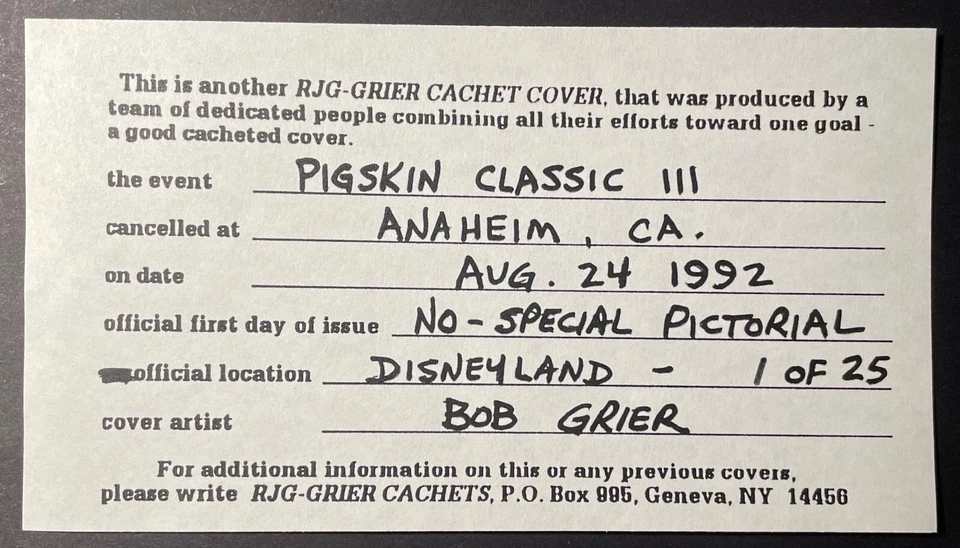 This is another RJG-GRIER CACHET COVER, that was produced by a
team of dedicated people combining all their efforts toward one goal -
a good cacheted cover.
the event PIGSKIN CLASSIC III
cancelled at ANAHEIM, CA.
on date AUG. 24 1992
official first day of issue NO-SPECIAL PICTORIAL
official location DISNEYLAND - 1 OF 25
cover artist BOB GRIER
For additional information on this or any previous covers,
please write RJG-GRIER CACHETS, P.O. Box 995, Geneva, NY 14456